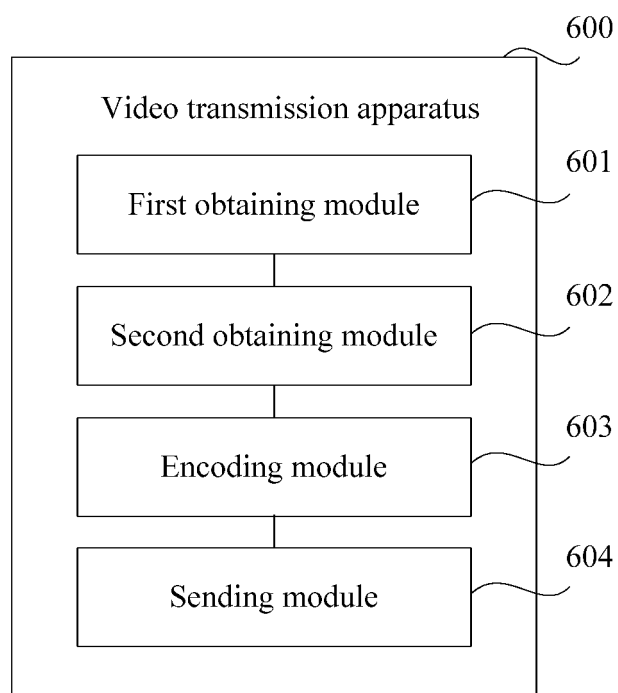 600
Video transmission apparatus
601
First obtaining module
602
Second obtaining module
603
Encoding module
604
Sending module